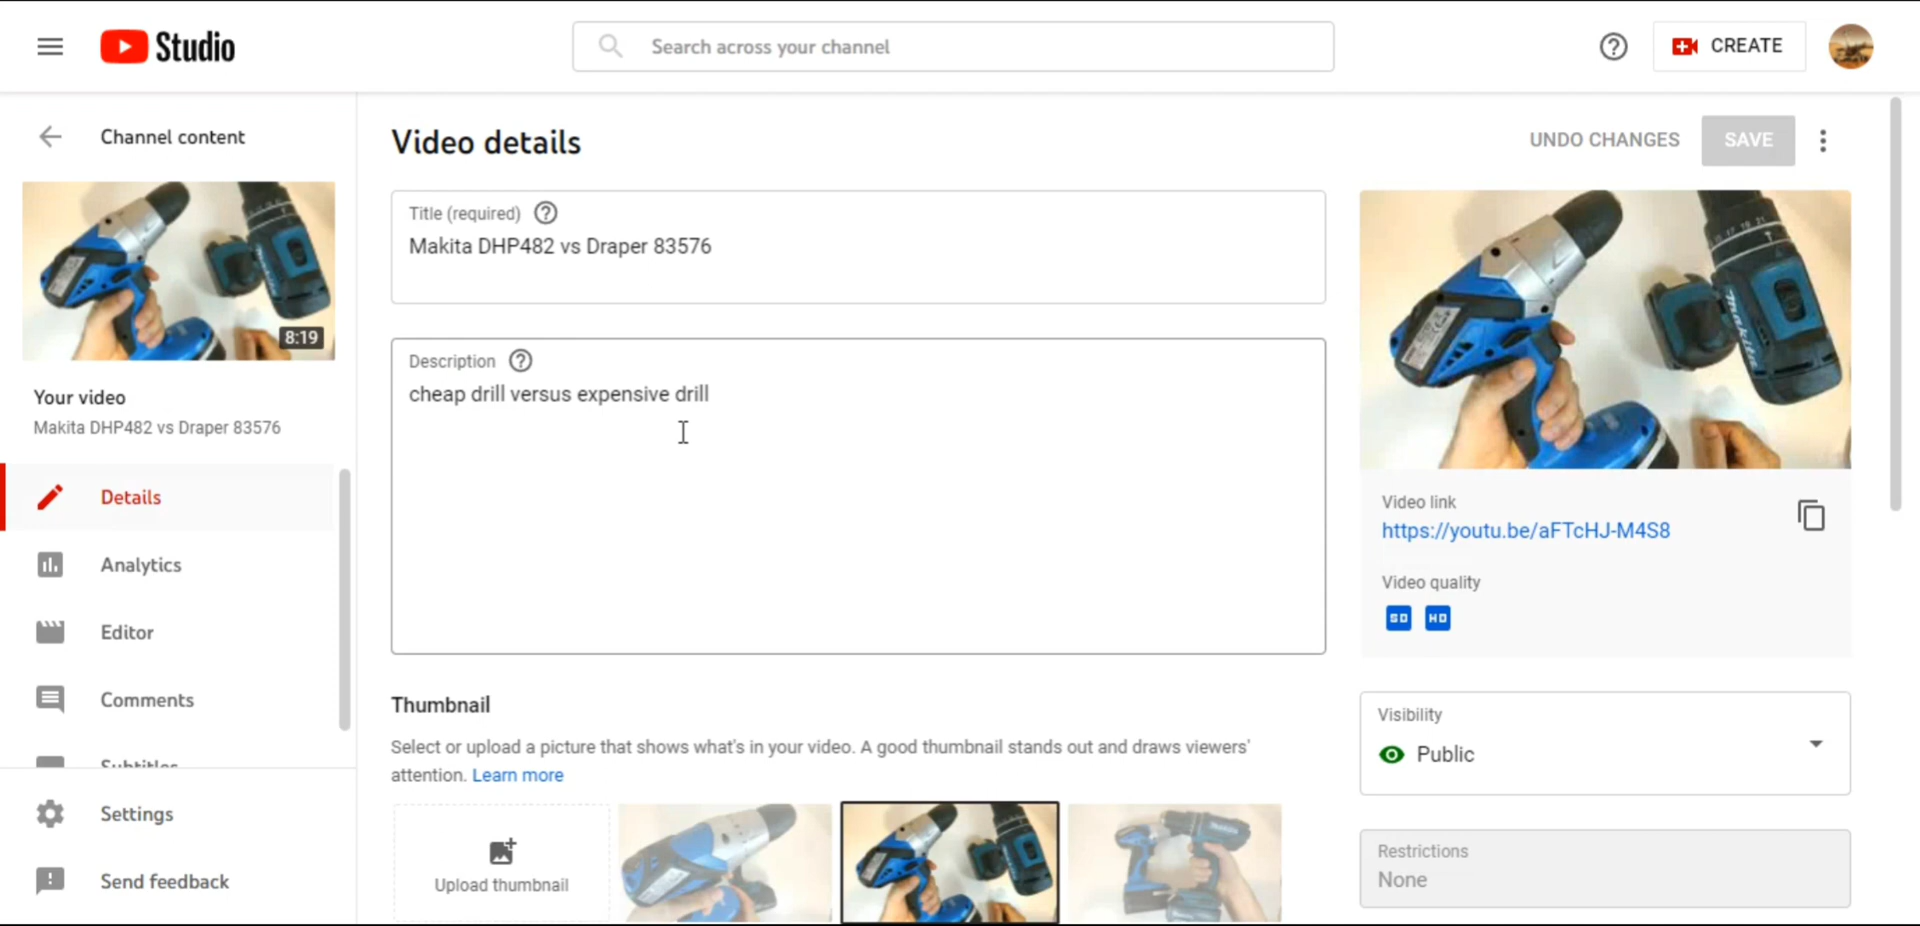 Studio
Search across your channel
CREATE
Channel content
8:19
Your video
Makita DHP482 vs Draper 83576
Details
Analytics
Editor
Comments
Subtitles
Settings
Send feedback
Video details
UNDO CHANGES
SAVE
Title (required)
Makita DHP482 vs Draper 83576
Description
cheap drill versus expensive drill
Thumbnail
Select or upload a picture that shows what's in your video. A good thumbnail stands out and draws viewers'
attention. Learn more
Upload thumbnail
makita
Video link
https://youtu.be/aFTcHJ-M4S8
Video quality
SD HD
Visibility
Public
Restrictions
None